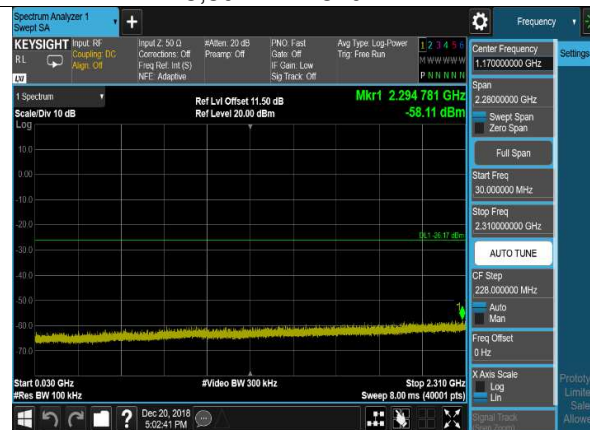 Spectrum Analyzer 1
Swept SA
Frequency
KEYSIGHT
RL
LXI
Input: RF
Coupling: DC
Align: Off
Input Z: 50 Ω
Corrections: Off
Freq Ref: Int (S)
NFE: Adaptive
#Atten: 20 dB
Preamp: Off
PNO: Fast
Gate: Off
IF Gain: Low
Sig Track: Off
Avg Type: Log-Power
Trig: Free Run
1 2 3 4 5 6
M W W W W W
P N N N N N
Center Frequency
1.170000000 GHz
Settings
Span
2.28000000 GHz
Swept Span
Zero Span
Full Span
Start Freq
30.000000 MHz
Stop Freq
2.310000000 GHz
AUTO TUNE
CF Step
228.000000 MHz
Auto
Man
Freq Offset
0 Hz
X Axis Scale
Log
Lin
Signal Track
1 Spectrum
Scale/Div 10 dB
Log
Ref Lvl Offset 11.50 dB
Ref Level 20.00 dBm
Mkr1 2.294 781 GHz
-58.11 dBm
10.0
0.00
-10.0
-20.0
DL1 -26.17 dBm
-30.0
-40.0
-50.0
1
-60.0
-70.0
Start 0.030 GHz
#Res BW 100 kHz
#Video BW 300 kHz
Stop 2.310 GHz
Sweep 8.00 ms (40001 pts)
Dec 20, 2018
5:02:41 PM